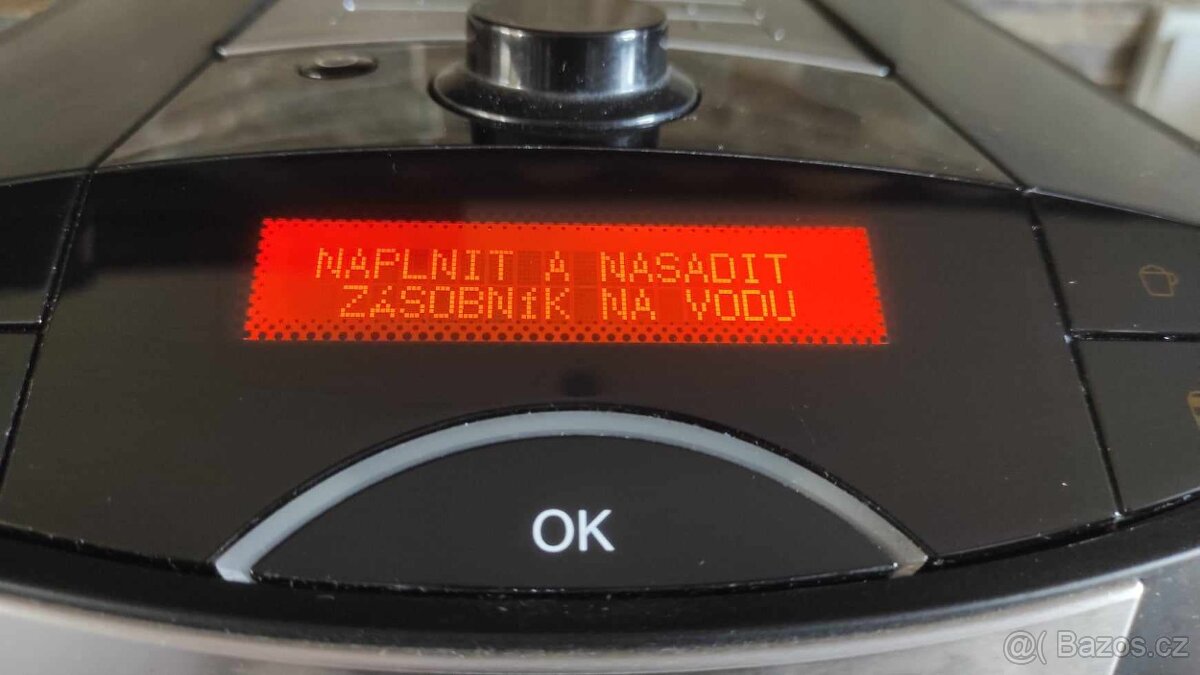 NAPLNIT A NASADIT
ZáSOBNíK NA VODU
OK
@( Bazos.cz